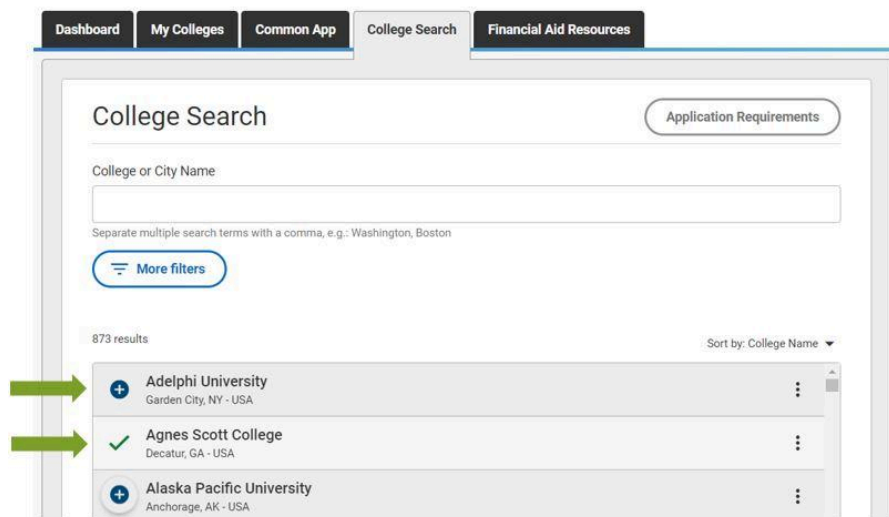 Dashboard My Colleges Common App College Search Financial Aid Resources
College Search Application Requirements
College or City Name
Separate multiple search terms with a comma, e.g.: Washington, Boston
More filters
873 results Sort by: College Name
Adelphi University
Garden City, NY - USA
Agnes Scott College
Decatur, GA - USA
Alaska Pacific University
Anchorage, AK - USA